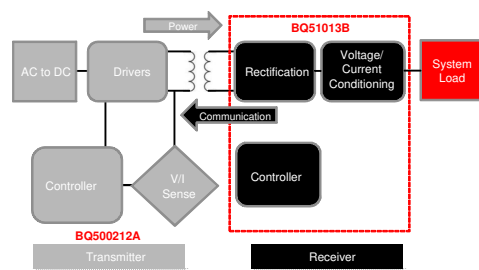 Power
BQ51013B
AC to DC
Drivers
Rectification
Voltage/
Current
Conditioning
System
Load
Communication
Controller
V/I
Sense
Controller
BQ500212A
Transmitter
Receiver